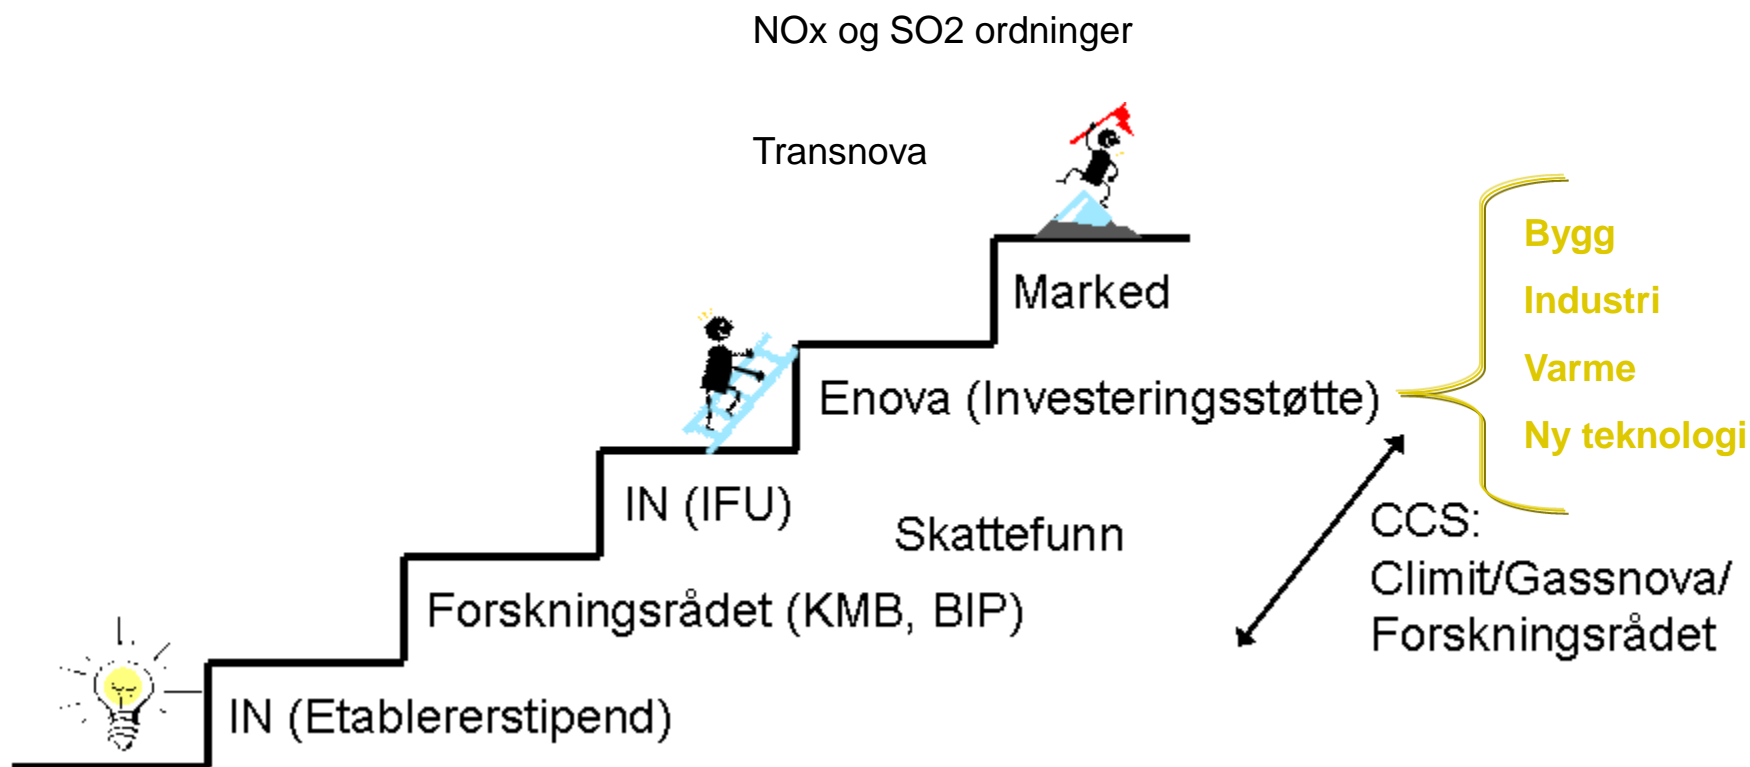 NOx og SO2 ordninger
Transnova
Marked
Enova (Investeringsstøtte)
IN (IFU)
Skattefunn
Forskningsrådet (KMB, BIP)
IN (Etablererstipend)
Bygg
Industri
Varme
Ny teknologi
CCS:
Climit/Gassnova/
Forskningsrådet